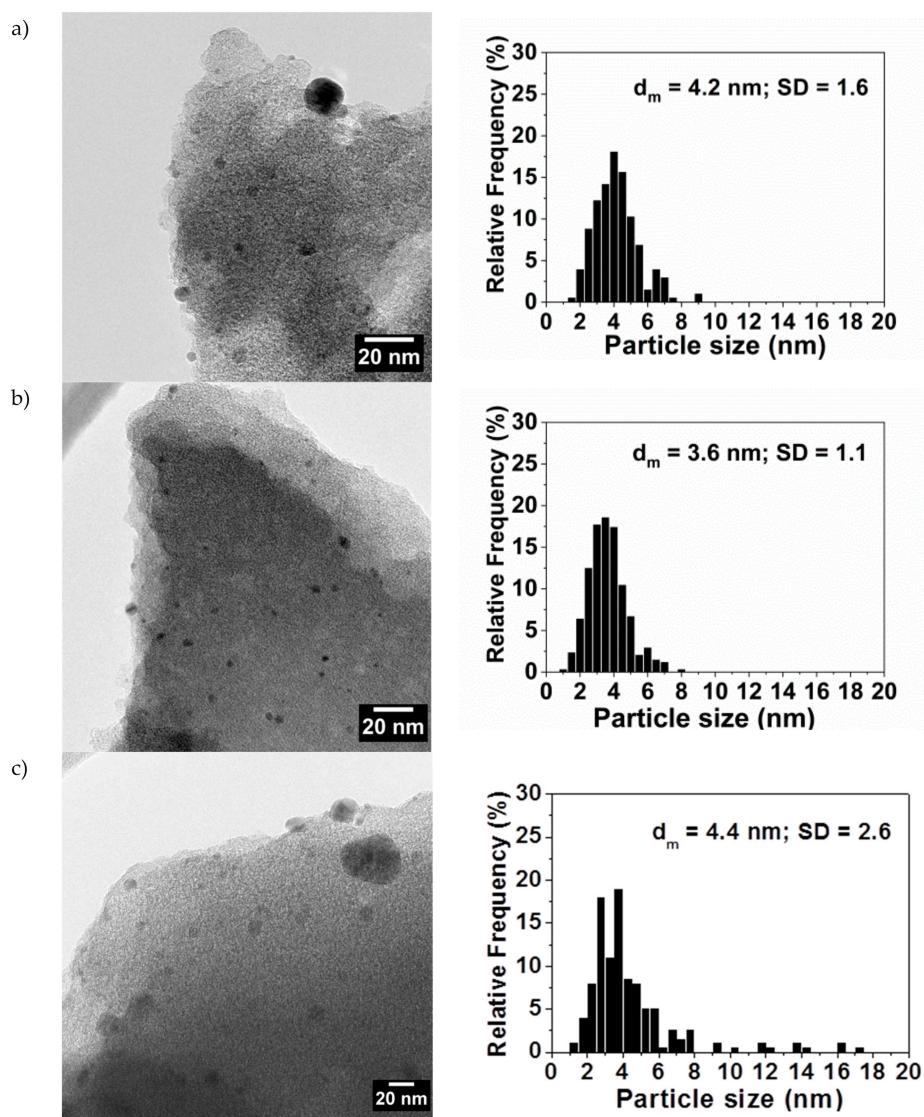 a)
20 nm
30
25
20
15
10
5
0
Relative Frequency (%)
dm = 4.2 nm; SD = 1.6
0 2 4 6 8 10 12 14 16 18 20
Particle size (nm)
b)
20 nm
30
25
20
15
10
5
0
Relative Frequency (%)
dm = 3.6 nm; SD = 1.1
0 2 4 6 8 10 12 14 16 18 20
Particle size (nm)
c)
20 nm
30
25
20
15
10
5
0
Relative Frequency (%)
dm = 4.4 nm; SD = 2.6
0 2 4 6 8 10 12 14 16 18 20
Particle size (nm)